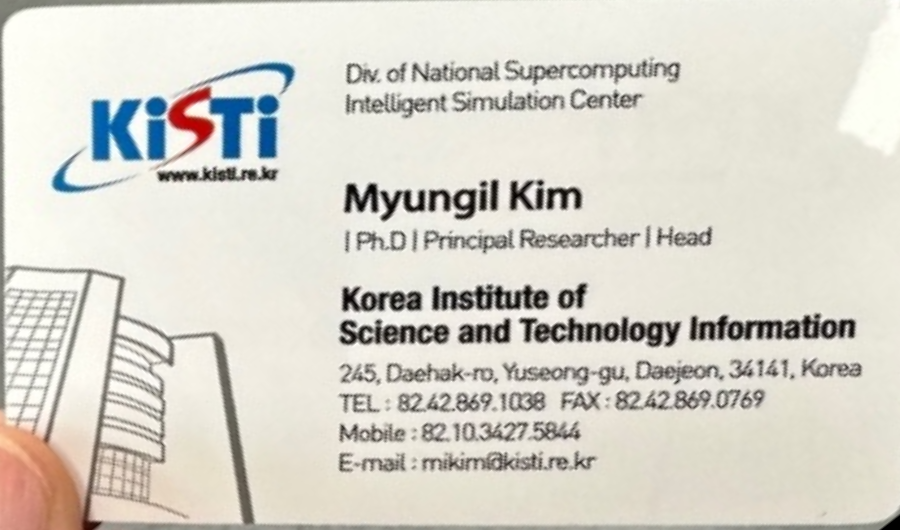 KiSTi
www.kisti.re.kr
Div. of National Supercomputing
Intelligent Simulation Center
Myungil Kim
| Ph.D | Principal Researcher | Head
Korea Institute of
Science and Technology Information
245, Daehak-ro, Yuseong-gu, Daejeon, 34141, Korea
TEL : 82.42.869.1038 FAX : 82.42.869.0769
Mobile : 82.10.3427.5844
E-mail : mikim@kisti.re.kr